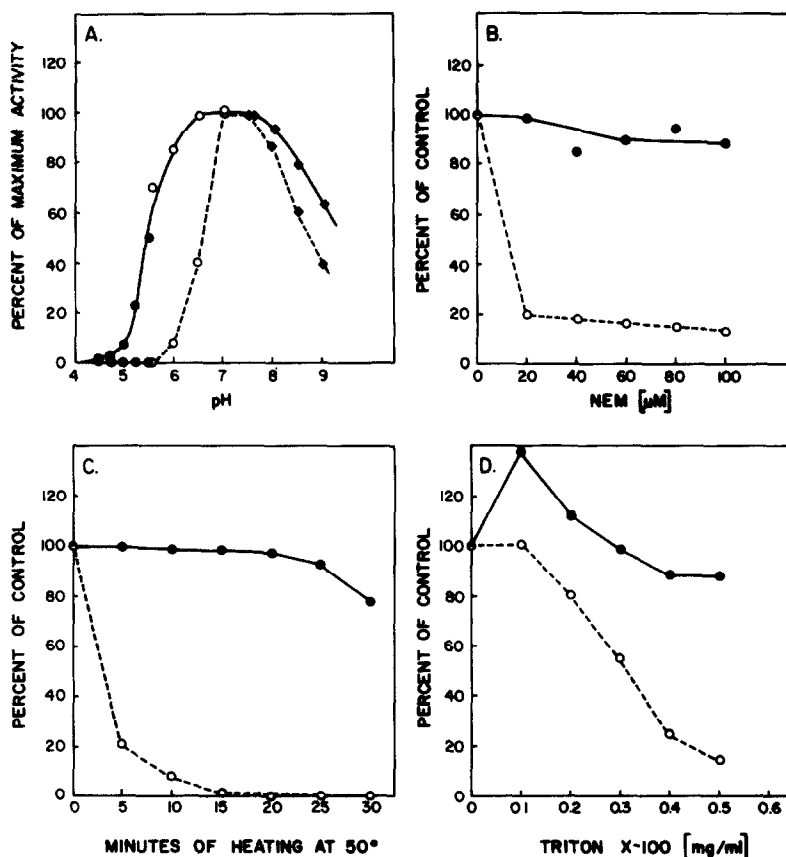 A.
PERCENT OF MAXIMUM ACTIVITY
120
100
80
60
40
20
0
4 5 6 7 8 9
pH
B.
PERCENT OF CONTROL
120
100
80
60
40
20
0
0 20 40 60 80 100
NEM [µM]
C.
PERCENT OF CONTROL
120
100
80
60
40
20
0
0 5 10 15 20 25 30
MINUTES OF HEATING AT 50°
D.
PERCENT OF CONTROL
120
100
80
60
40
20
0
0 0.1 0.2 0.3 0.4 0.5 0.6
TRITON X-100 [mg/ml]